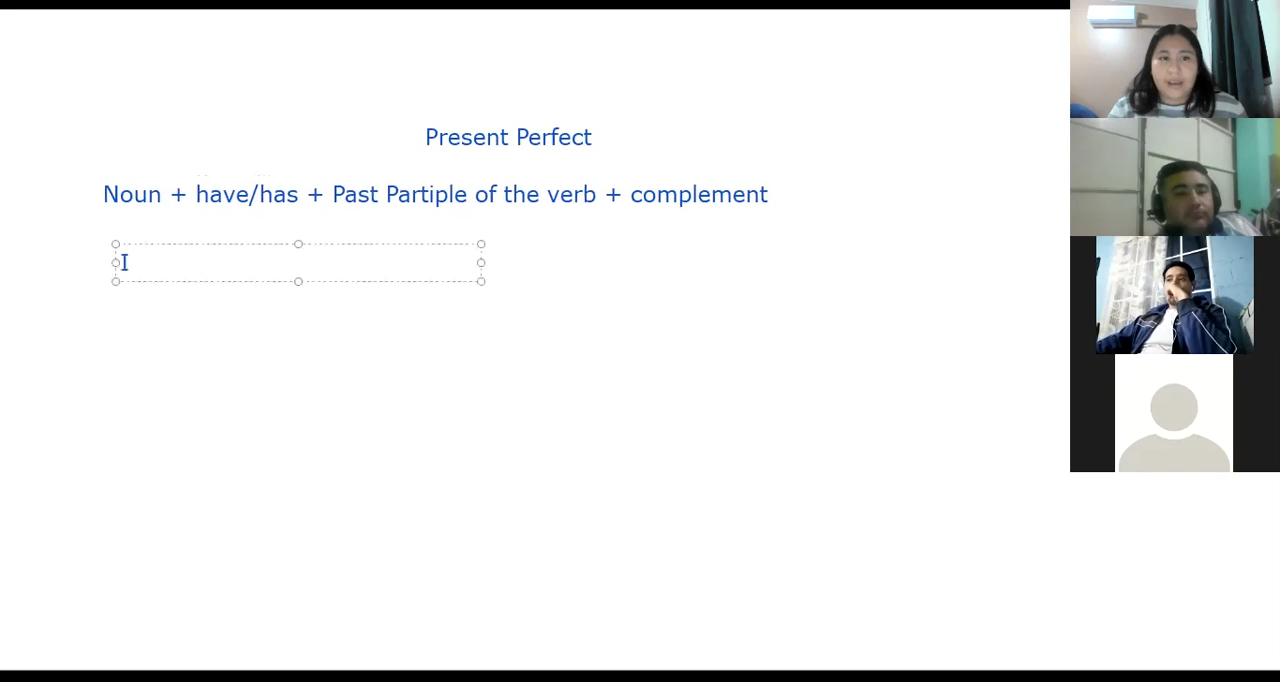 Present Perfect
Noun + have/has + Past Partiple of the verb + complement
I